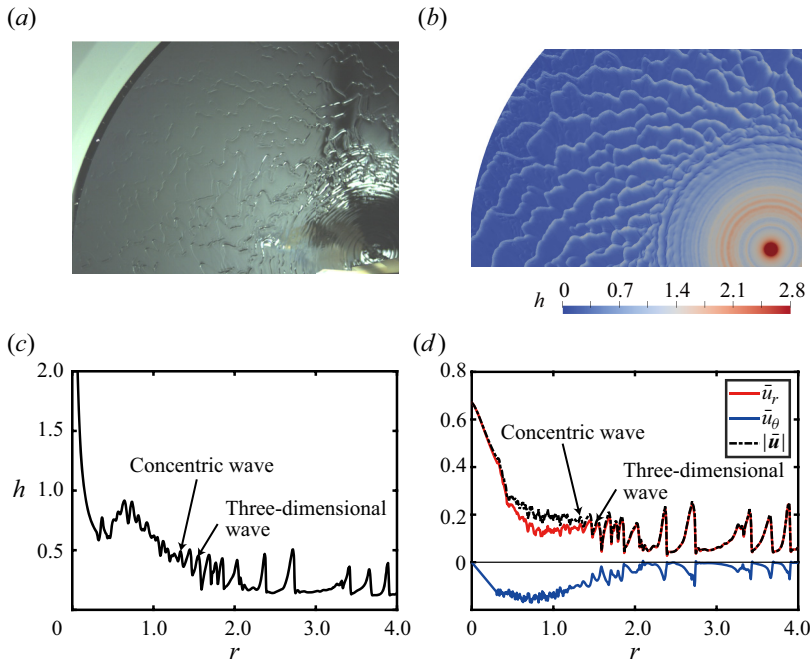 (a)
(b)
h
0 0.7 1.4 2.1 2.8
(c)
2.0
1.5
h
1.0
0.5
0 1.0 2.0 3.0 4.0
r
Concentric wave
Three-dimensional
wave
(d)
0.8
0.6
0.4
0.2
0
0 1.0 2.0 3.0 4.0
r
ū_r
ū_θ
|ū|
Concentric wave
Three-dimensional
wave